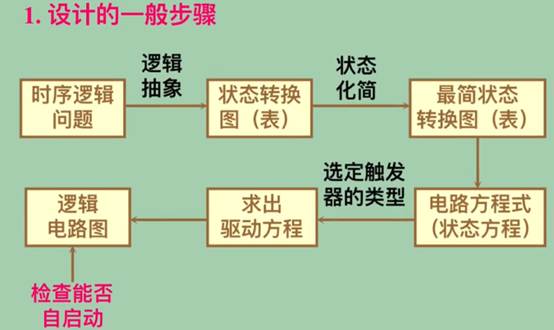 1. 设计的一般步骤
逻辑
抽象
状态
化简
时序逻辑
问题
状态转换
图（表）
最简状态
转换图（表）
选定触发
器的类型
逻辑
电路图
求出
驱动方程
电路方程式
（状态方程）
检查能否
自启动